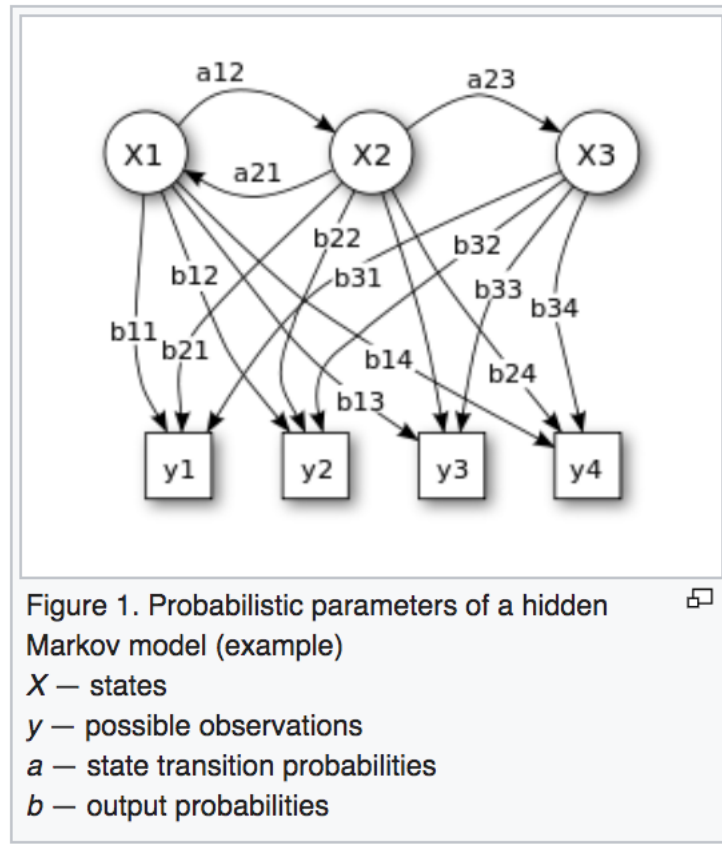 a12
a23
X1
X2
X3
a21
b22
b32
b12
b31
b33
b34
b11
b21
b14
b24
b13
y1
y2
y3
y4
Figure 1. Probabilistic parameters of a hidden
Markov model (example)
X — states
y — possible observations
a — state transition probabilities
b — output probabilities